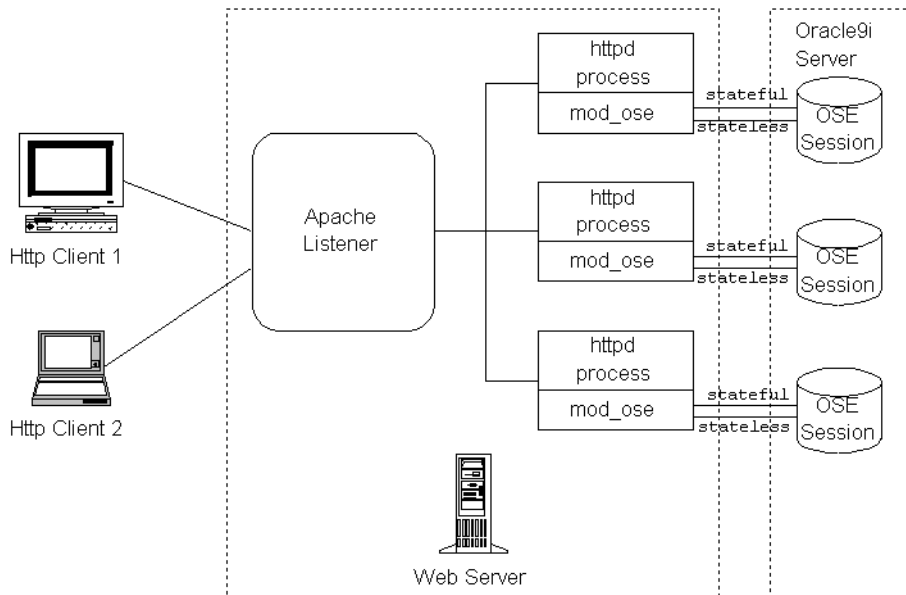 Oracle9i
Server
httpd
process
mod_ose
stateful
stateless
OSE
Session
Http Client 1
Apache
Listener
httpd
process
mod_ose
stateful
stateless
OSE
Session
Http Client 2
httpd
process
mod_ose
stateful
stateless
OSE
Session
Web Server